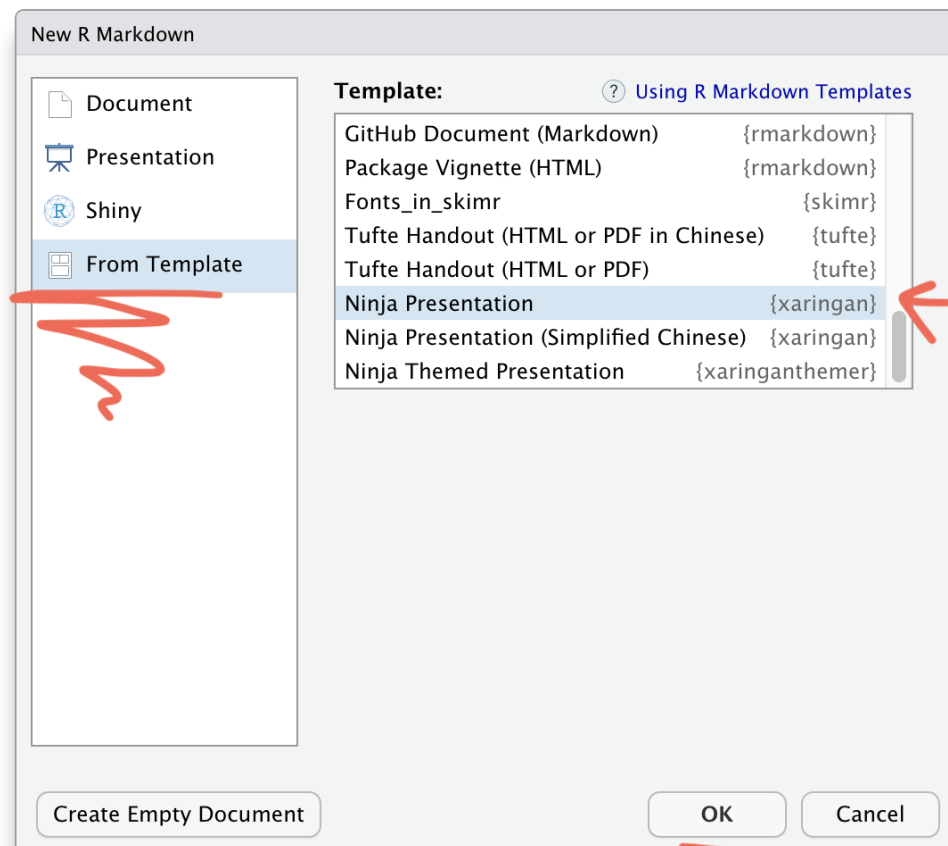 New R Markdown
Document
Presentation
R Shiny
From Template
Template:
? Using R Markdown Templates
GitHub Document (Markdown) {rmarkdown}
Package Vignette (HTML) {rmarkdown}
Fonts_in_skimr {skimr}
Tufte Handout (HTML or PDF in Chinese) {tufte}
Tufte Handout (HTML or PDF) {tufte}
Ninja Presentation {xaringan}
Ninja Presentation (Simplified Chinese) {xaringan}
Ninja Themed Presentation {xaringanthemer}
Create Empty Document
OK
Cancel